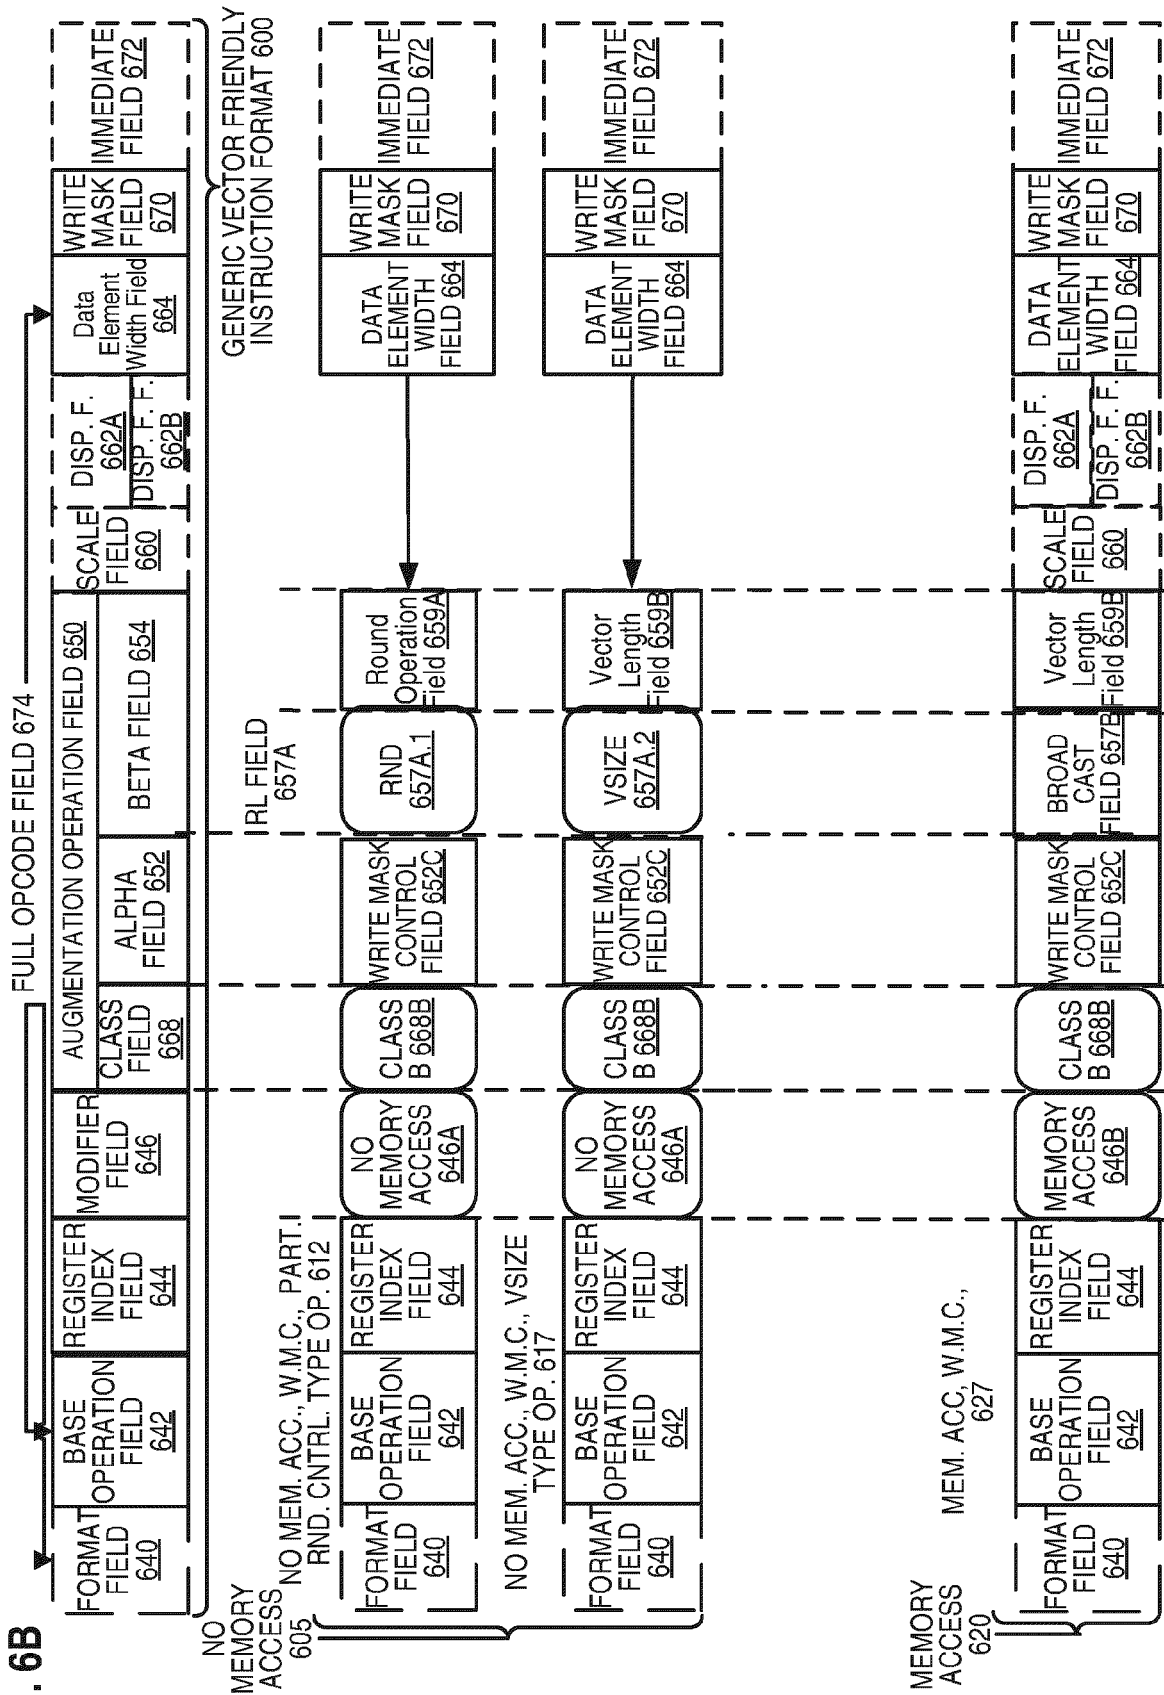 . 6B
FULL OPCODE FIELD 674
FORMAT
FIELD
640
BASE
OPERATION
FIELD
642
REGISTER
INDEX
FIELD
644
MODIFIER
FIELD
646
AUGMENTATION OPERATION FIELD 650
CLASS
FIELD
668
ALPHA
FIELD 652
BETA FIELD 654
SCALE
FIELD
660
DISP. F.
662A
DISP. F. F.
662B
Data
Element
Width Field
664
WRITE
MASK
FIELD
670
IMMEDIATE
FIELD 672
GENERIC VECTOR FRIENDLY
INSTRUCTION FORMAT 600
NO
MEMORY
ACCESS
605
RL FIELD
657A
NO MEM. ACC., W.M.C., PART.
RND. CNTRL. TYPE OP. 612
FORMAT
FIELD
640
BASE
OPERATION
FIELD
642
REGISTER
INDEX
FIELD
644
NO
MEMORY
ACCESS
646A
CLASS
B 668B
WRITE MASK
CONTROL
FIELD 652C
RND
657A.1
Round
Operation
Field 659A
DATA
ELEMENT
WIDTH
FIELD 664
WRITE
MASK
FIELD
670
IMMEDIATE
FIELD 672
NO MEM. ACC., W.M.C., VSIZE
TYPE OP. 617
FORMAT
FIELD
640
BASE
OPERATION
FIELD
642
REGISTER
INDEX
FIELD
644
NO
MEMORY
ACCESS
646A
CLASS
B 668B
WRITE MASK
CONTROL
FIELD 652C
VSIZE
657A.2
Vector
Length
Field 659B
DATA
ELEMENT
WIDTH
FIELD 664
WRITE
MASK
FIELD
670
IMMEDIATE
FIELD 672
MEMORY
ACCESS
620
MEM. ACC, W.M.C.,
627
FORMAT
FIELD
640
BASE
OPERATION
FIELD
642
REGISTER
INDEX
FIELD
644
MEMORY
ACCESS
646B
CLASS
B 668B
WRITE MASK
CONTROL
FIELD 652C
BROAD
CAST
FIELD 657B
Vector
Length
Field 659B
SCALE
FIELD
660
DISP. F.
662A
DISP. F. F.
662B
DATA
ELEMENT
WIDTH
FIELD 664
WRITE
MASK
FIELD
670
IMMEDIATE
FIELD 672